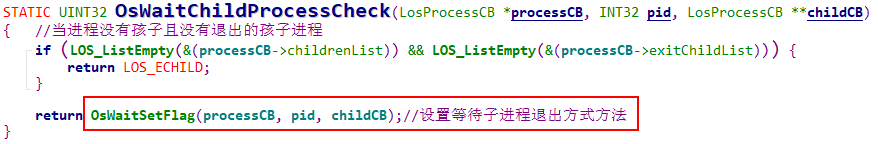 STATIC UINT32 OsWaitChildProcessCheck(LosProcessCB *processCB, INT32 pid, LosProcessCB **childCB)
{ //当进程没有孩子且没有退出的孩子进程
if (LOS_ListEmpty(&(processCB->childrenList)) && LOS_ListEmpty(&(processCB->exitChildList))) {
return LOS_ECHILD;
}
return OsWaitSetFlag(processCB, pid, childCB);//设置等待子进程退出方式方法
}